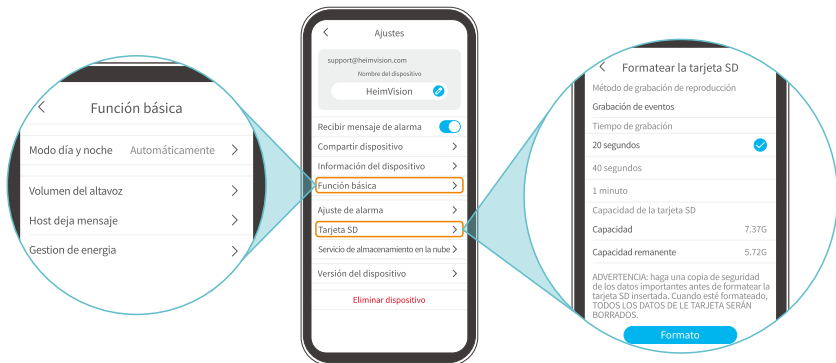 Función básica
Modo día y noche Automáticamente
Volumen del altavoz
Host deja mensaje
Gestion de energia
Ajustes
support@heimvision.com
Nombre del dispositivo
HeimVision
Recibir mensaje de alarma
Compartir dispositivo
Información del dispositivo
Función básica
Ajuste de alarma
Tarjeta SD
Servicio de almacenamiento en la nube
Versión del dispositivo
Eliminar dispositivo
Formatear la tarjeta SD
Método de grabación de reproducción
Grabación de eventos
Tiempo de grabación
20 segundos
40 segundos
1 minuto
Capacidad de la tarjeta SD
Capacidad 7.37G
Capacidad remanente 5.72G
ADVERTENCIA: haga una copia de seguridad
de los datos importantes antes de formatear la
tarjeta SD insertada. Cuando esté formateado,
TODOS LOS DATOS DE LE TARJETA SERÁN
BORRADOS.
Formato